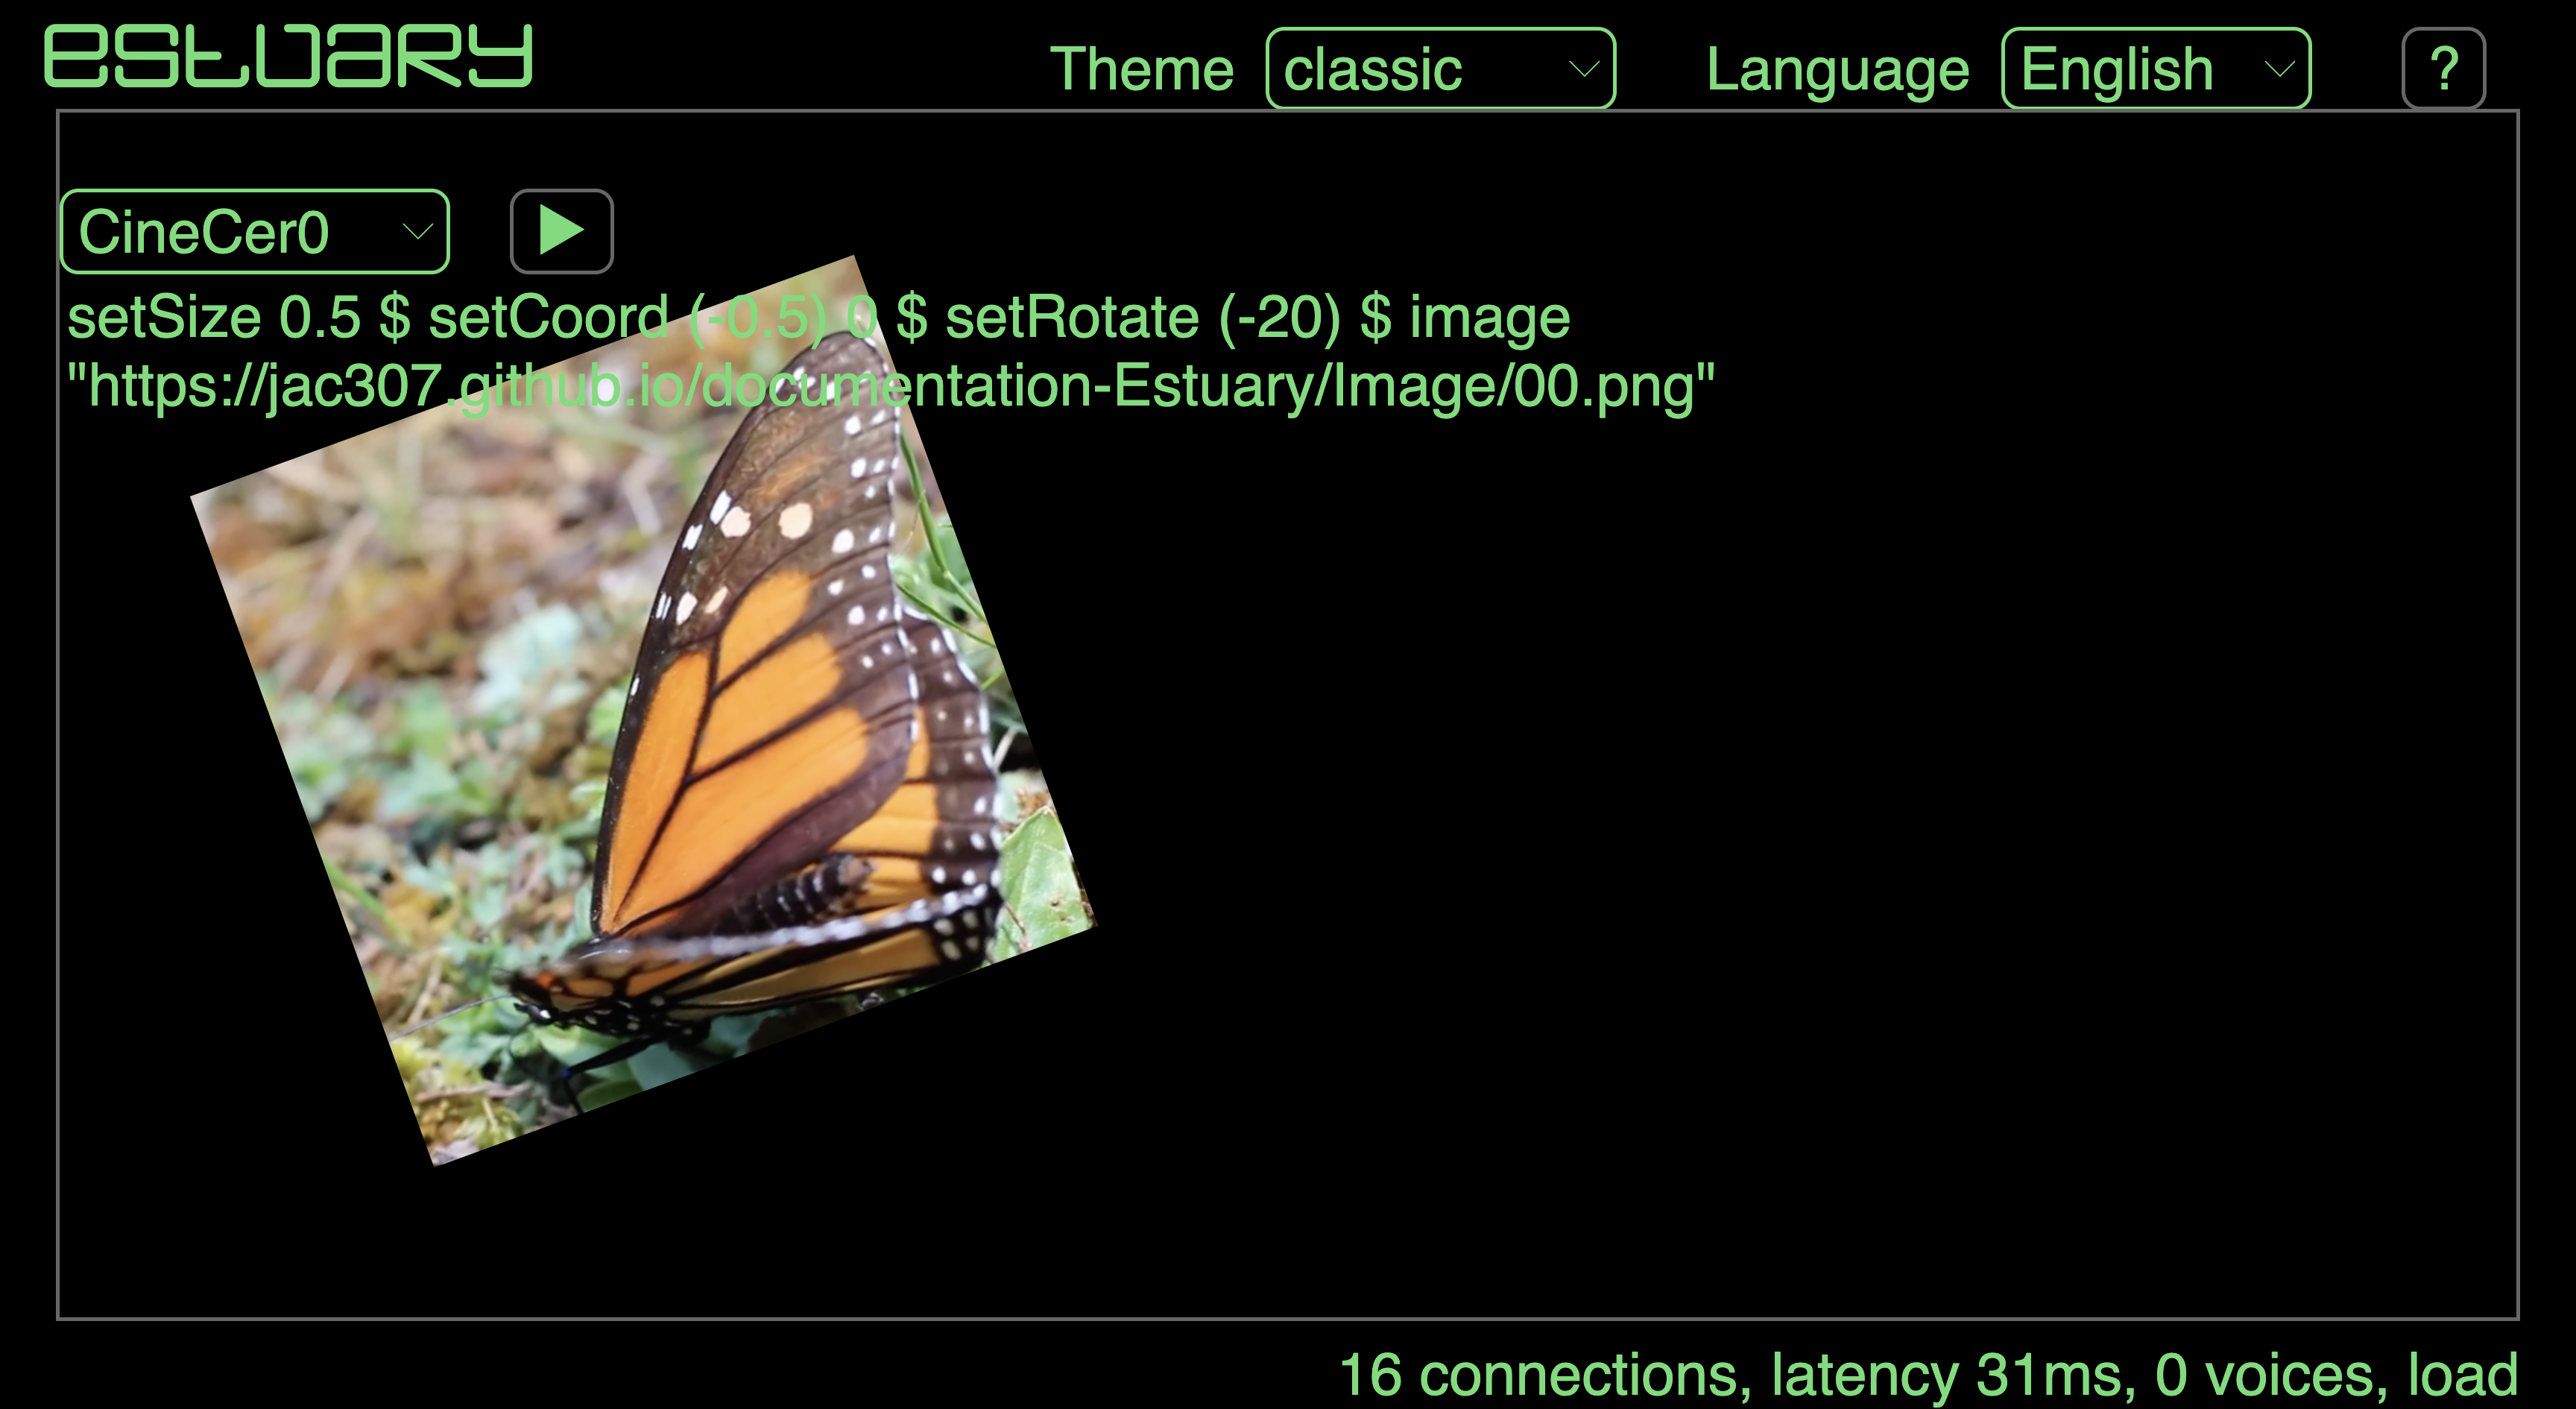 estuary
Theme classic Language English ?
CineCer0
setSize 0.5 $ setCoord (-0.5) 0 $ setRotate (-20) $ image
"https://jac307.github.io/documentation-Estuary/Image/00.png"
16 connections, latency 31ms, 0 voices, load